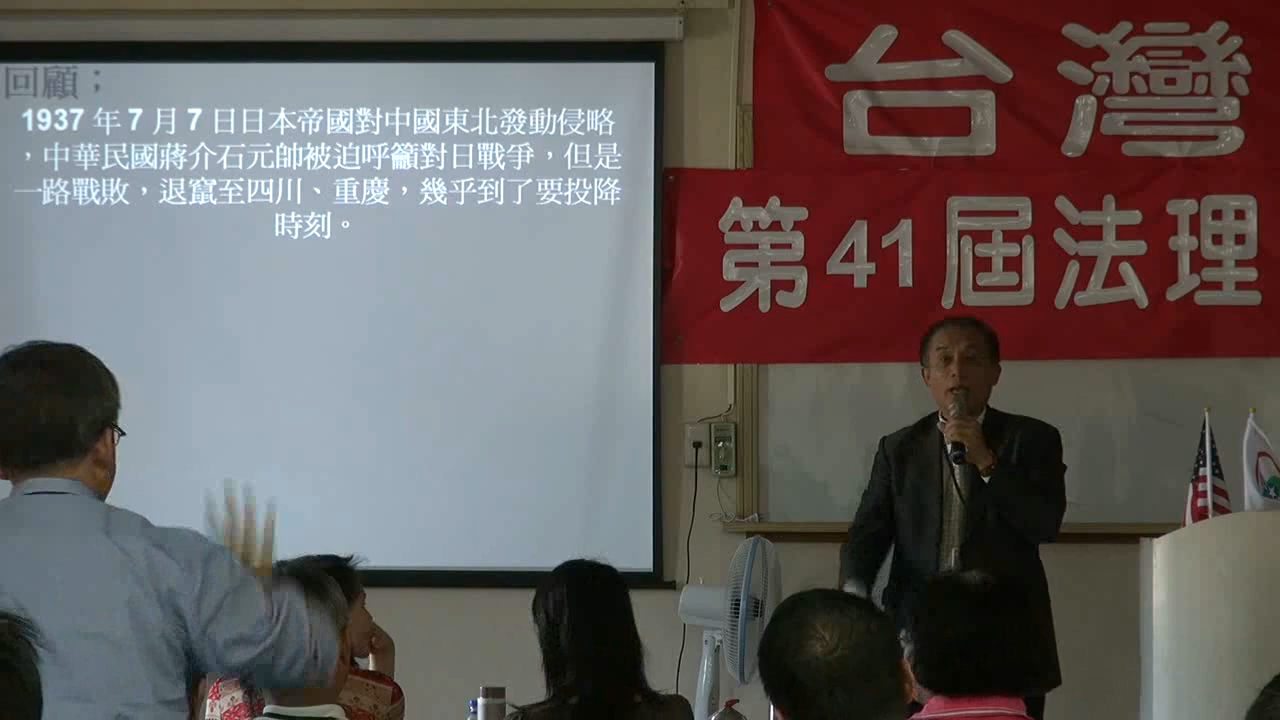 回顧；
1937 年 7 月 7 日日本帝國對中國東北發動侵略
，中華民國蔣介石元帥被迫呼籲對日戰爭，但是
一路戰敗，退竄至四川、重慶，幾乎到了要投降
時刻。
台灣
第41屆法理